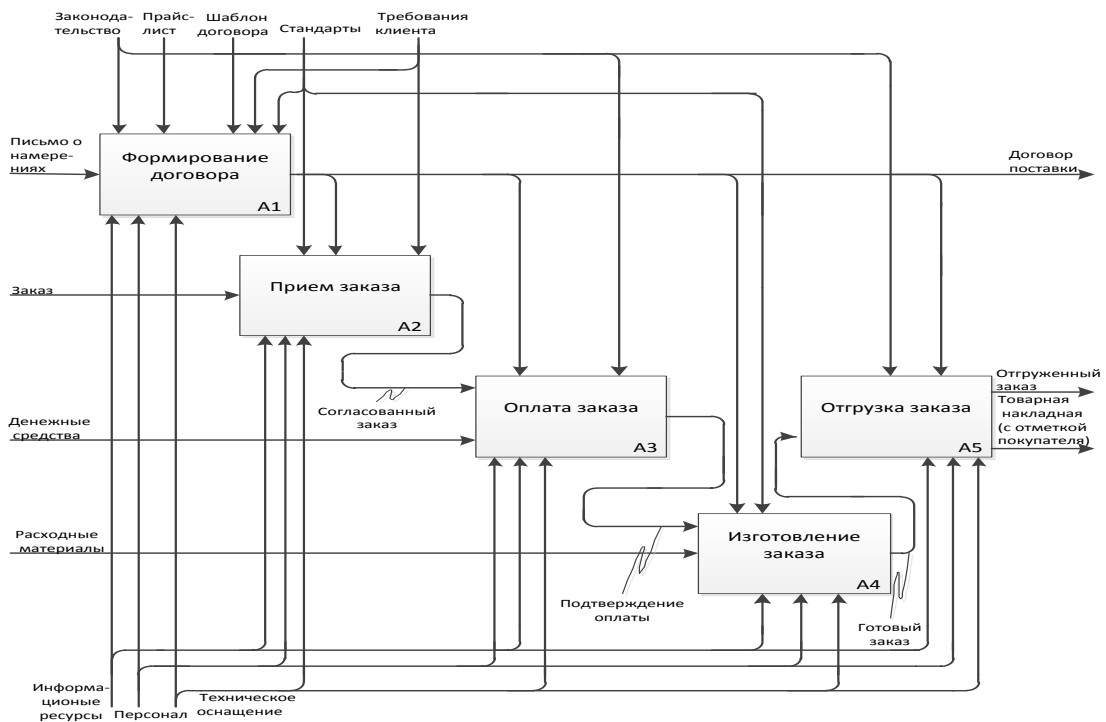 Законода-
тельство
Прайс-
лист
Шаблон
договора
Стандарты
Требования
клиента
Письмо о
намере-
ниях
Формирование
договора
A1
Договор
поставки
Заказ
Прием заказа
A2
Согласованный
заказ
Денежные
средства
Оплата заказа
A3
Отгрузка заказа
A5
Отгруженный
заказ
Товарная
накладная
(с отметкой
покупателя)
Расходные
материалы
Изготовление
заказа
A4
Подтверждение
оплаты
Готовый
заказ
Информа-
ционые
ресурсы
Персонал
Техническое
оснащение